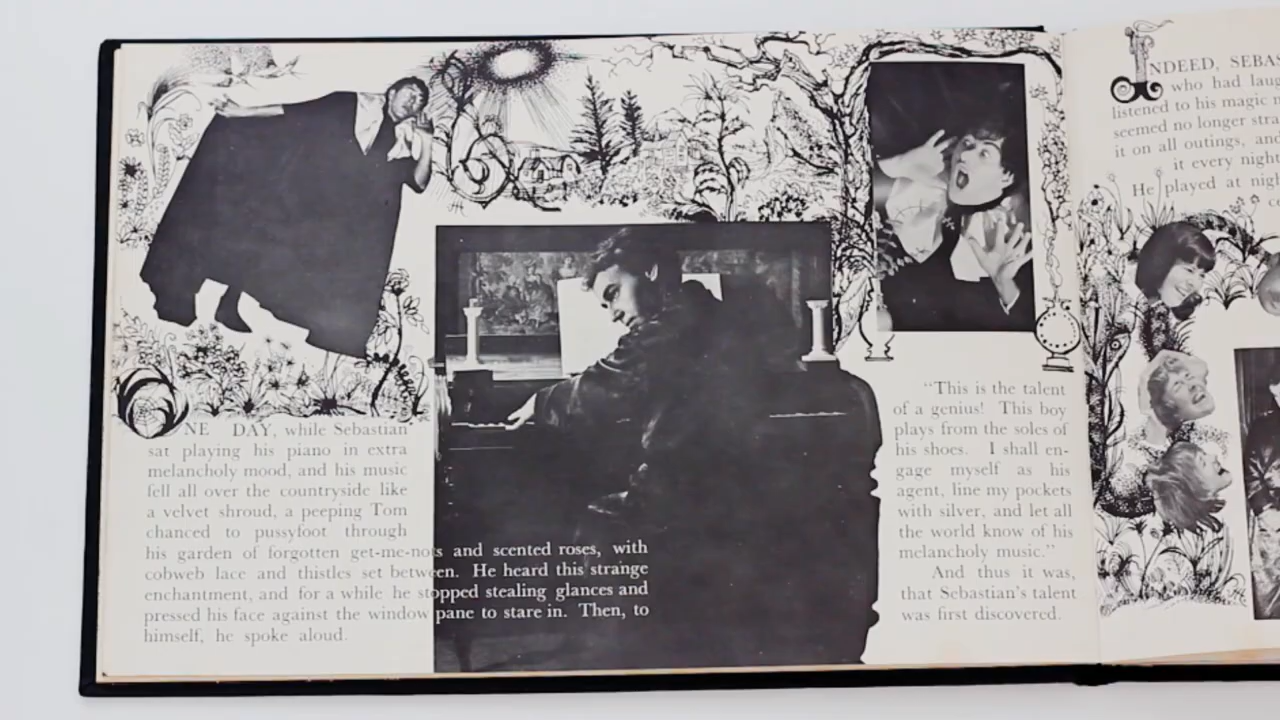 ONE DAY, while Sebastian
sat playing his piano in extra
melancholy mood, and his music
fell all over the countryside like
a velvet shroud, a peeping Tom
chanced to pussyfoot through
his garden of forgotten get-me-nots and scented roses, with
cobweb lace and thistles set between. He heard this strange
enchantment, and for a while he stopped stealing glances and
pressed his face against the window pane to stare in. Then, to
himself, he spoke aloud.
"This is the talent
of a genius! This boy
plays from the soles of
his shoes. I shall en-
gage myself as his
agent, line my pockets
with silver, and let all
the world know of his
melancholy music."
And thus it was,
that Sebastian's talent
was first discovered.
INDEED, SEBAS
who had laug
listened to his magic
seemed no longer stra
it on all outings, and
it every night
He played at nigh